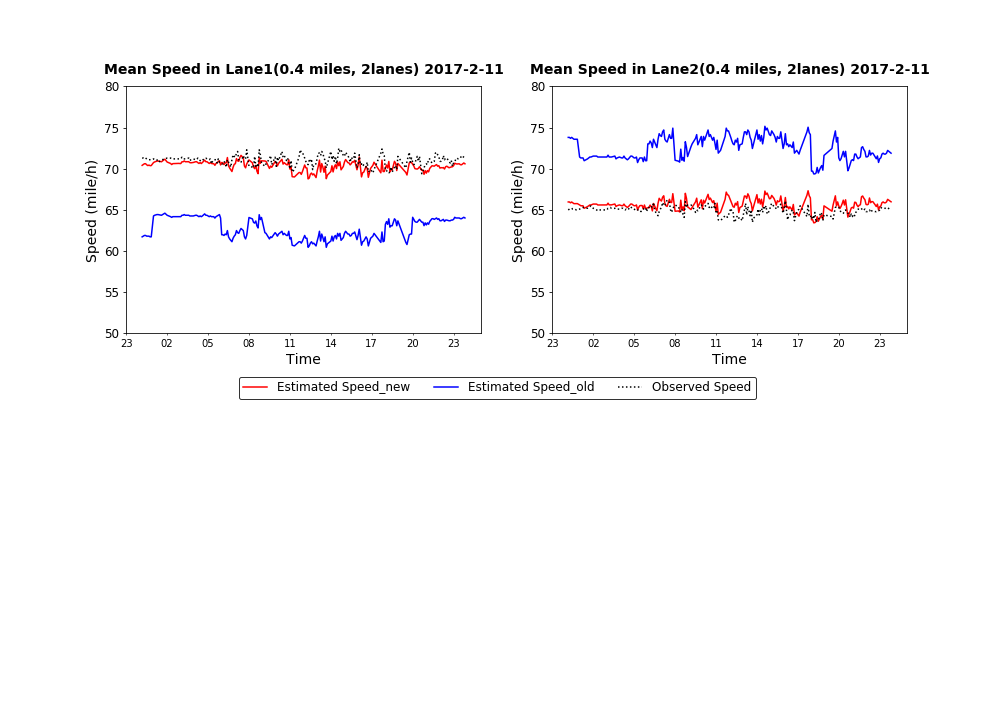 Mean Speed in Lane1(0.4 miles, 2lanes) 2017-2-11
80
75
70
65
60
55
50
Speed (mile/h)
23 02 05 08 11 14 17 20 23
Time
Mean Speed in Lane2(0.4 miles, 2lanes) 2017-2-11
80
75
70
65
60
55
50
Speed (mile/h)
23 02 05 08 11 14 17 20 23
Time
Estimated Speed_new Estimated Speed_old Observed Speed